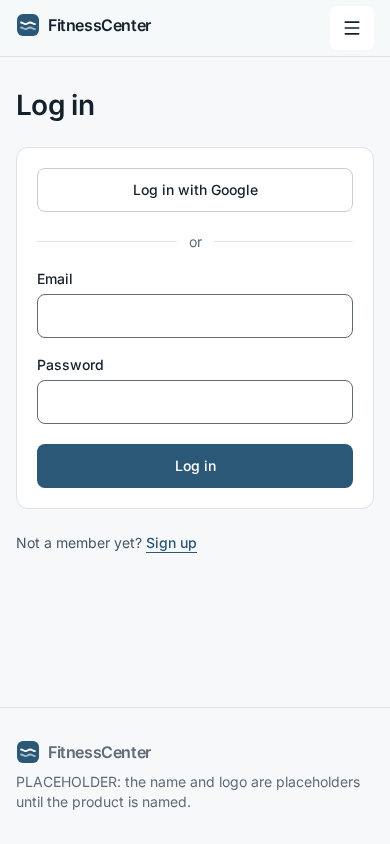 FitnessCenter
Log in
Log in with Google
or
Email
Password
Log in
Not a member yet? Sign up
FitnessCenter
PLACEHOLDER: the name and logo are placeholders
until the product is named.